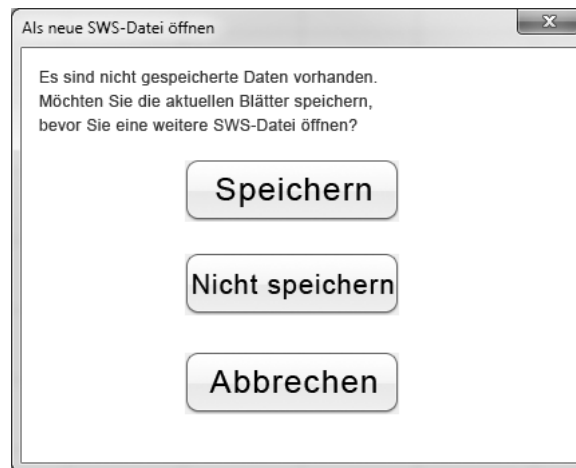 Als neue SWS-Datei öffnen
Es sind nicht gespeicherte Daten vorhanden.
Möchten Sie die aktuellen Blätter speichern,
bevor Sie eine weitere SWS-Datei öffnen?
Speichern
Nicht speichern
Abbrechen